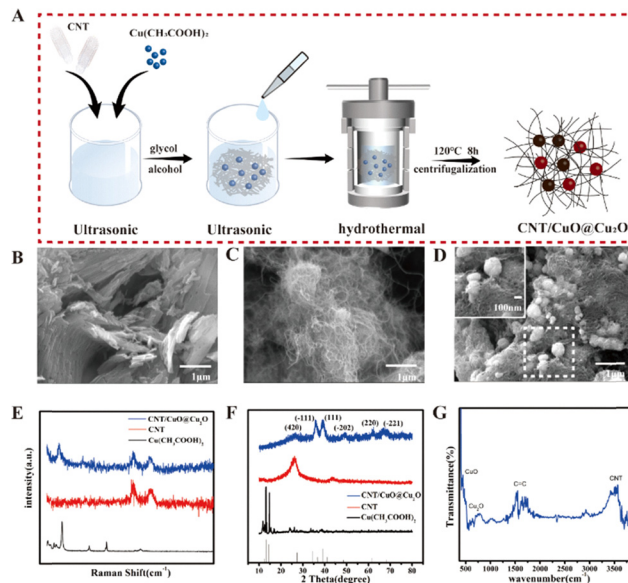 A
CNT
Cu(CH₃COOH)₂
glycol
alcohol
120℃ 8h
centrifugalization
Ultrasonic
Ultrasonic
hydrothermal
CNT/CuO@Cu₂O
B
1μm
C
1μm
D
100nm
1μm
E
CNT/CuO@Cu₂O
CNT
Cu(CH₃COOH)₂
intensity(a.u.)
Raman Shift(cm⁻¹)
F
(420)
(-111)
(111)
(-202)
(220)
(-221)
CNT/CuO@Cu₂O
CNT
Cu(CH₃COOH)₂
10 20 30 40 50 60 70 80
2 Theta(degree)
G
CuO
Cu₂O
C=C
CNT
Transmittance(%)
500 1000 1500 2000 2500 3000 3500
wavenumber(cm⁻¹)